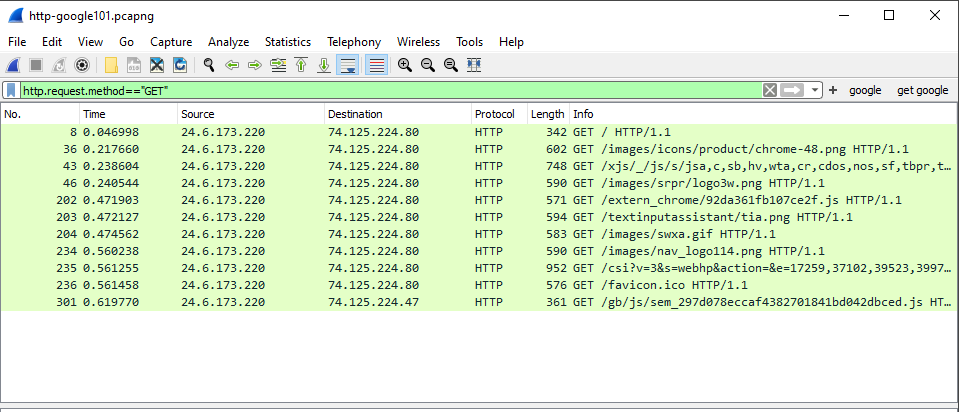 http-google101.pcapng
File Edit View Go Capture Analyze Statistics Telephony Wireless Tools Help
http.request.method=="GET" google get google
No. Time Source Destination Protocol Length Info
8 0.046998 24.6.173.220 74.125.224.80 HTTP 342 GET / HTTP/1.1
36 0.217660 24.6.173.220 74.125.224.80 HTTP 602 GET /images/icons/product/chrome-48.png HTTP/1.1
43 0.238604 24.6.173.220 74.125.224.80 HTTP 748 GET /xjs/_/js/s/jsa,c,sb,hv,wta,cr,cdos,nos,sf,tbpr,t…
46 0.240544 24.6.173.220 74.125.224.80 HTTP 590 GET /images/srpr/logo3w.png HTTP/1.1
202 0.471903 24.6.173.220 74.125.224.80 HTTP 571 GET /extern_chrome/92da361fb107ce2f.js HTTP/1.1
203 0.472127 24.6.173.220 74.125.224.80 HTTP 594 GET /textinputassistant/tia.png HTTP/1.1
204 0.474562 24.6.173.220 74.125.224.80 HTTP 583 GET /images/swxa.gif HTTP/1.1
234 0.560238 24.6.173.220 74.125.224.80 HTTP 590 GET /images/nav_logo114.png HTTP/1.1
235 0.561255 24.6.173.220 74.125.224.80 HTTP 952 GET /csi?v=3&s=webhp&action=&e=17259,37102,39523,3997…
236 0.561458 24.6.173.220 74.125.224.80 HTTP 576 GET /favicon.ico HTTP/1.1
301 0.619770 24.6.173.220 74.125.224.47 HTTP 361 GET /gb/js/sem_297d078eccaf4382701841bd042dbced.js HT…